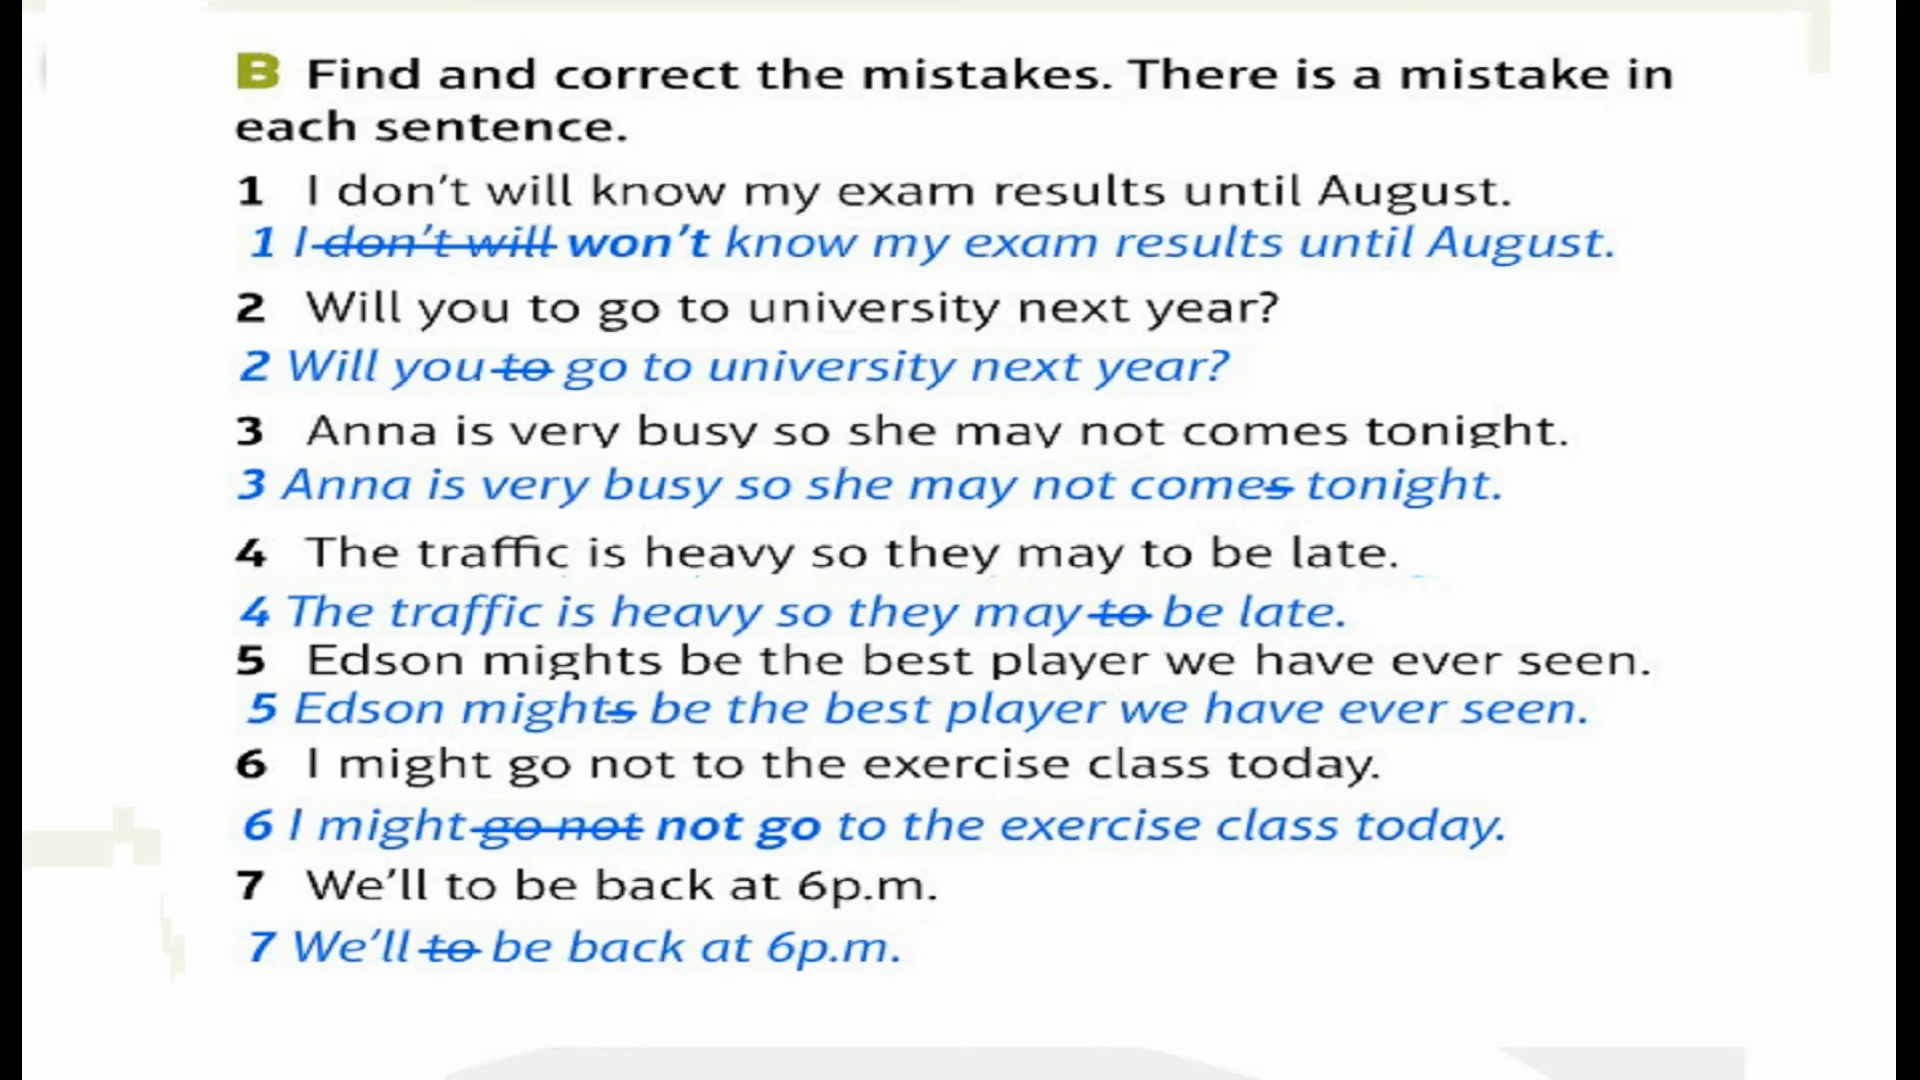 B Find and correct the mistakes. There is a mistake in
each sentence.
1 I don't will know my exam results until August.
1 I don't will won't know my exam results until August.
2 Will you to go to university next year?
2 Will you to go to university next year?
3 Anna is very busy so she may not comes tonight.
3 Anna is very busy so she may not comes tonight.
4 The traffic is heavy so they may to be late.
4 The traffic is heavy so they may to be late.
5 Edson mights be the best player we have ever seen.
5 Edson mights be the best player we have ever seen.
6 I might go not to the exercise class today.
6 I might go not not go to the exercise class today.
7 We'll to be back at 6p.m.
7 We'll to be back at 6p.m.